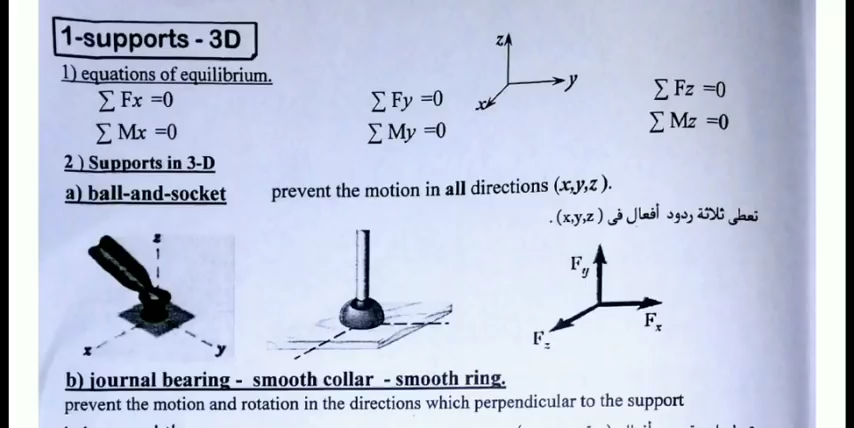 1-supports - 3D
z
y
x
1) equations of equilibrium.
∑ Fx =0 ∑ Fy =0 ∑ Fz =0
∑ Mx =0 ∑ My =0 ∑ Mz =0
2 ) Supports in 3-D
a) ball-and-socket prevent the motion in all directions (x,y,z ).
تعطى ثلاثة ردود أفعال فى ( x,y,z ) .
z
x
y
Fy
Fz
Fx
b) journal bearing - smooth collar - smooth ring.
prevent the motion and rotation in the directions which perpendicular to the support